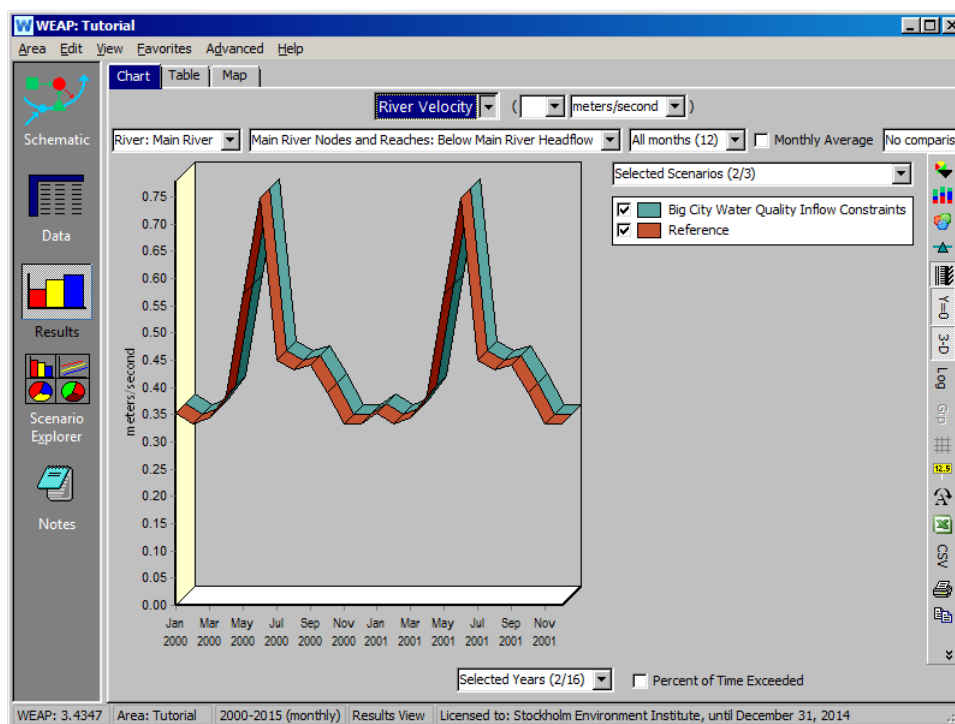 WEAP: Tutorial
Area Edit View Favorites Advanced Help
Chart Table Map
River Velocity ( meters/second )
River: Main River Main River Nodes and Reaches: Below Main River Headflow All months (12) Monthly Average No comparis
Selected Scenarios (2/3)
Big City Water Quality Inflow Constraints
Reference
Schematic
Data
Results
Scenario
Explorer
Notes
meters/second
0.75
0.70
0.65
0.60
0.55
0.50
0.45
0.40
0.35
0.30
0.25
0.20
0.15
0.10
0.05
0.00
Jan Mar May Jul Sep Nov Jan Mar May Jul Sep Nov
2000 2000 2000 2000 2000 2000 2001 2001 2001 2001 2001 2001
Y=0
3-D
Log
Grp
12.5
A
CSV
Selected Years (2/16) Percent of Time Exceeded
WEAP: 3.4347 Area: Tutorial 2000-2015 (monthly) Results View Licensed to: Stockholm Environment Institute, until December 31, 2014